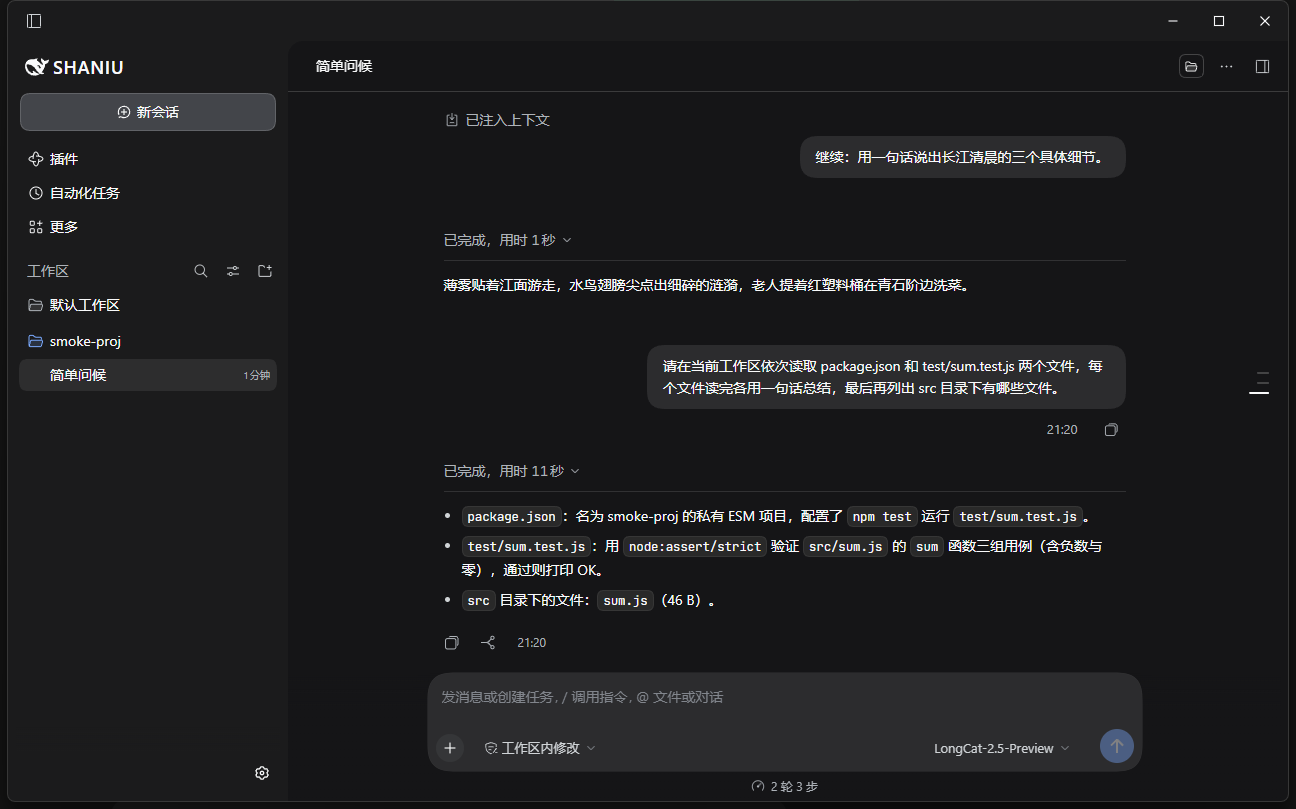 SHANIU
新会话
插件
自动化任务
更多
工作区
默认工作区
smoke-proj
简单问候 1分钟
简单问候
已注入上下文
继续：用一句话说出长江清晨的三个具体细节。
已完成，用时 1秒
薄雾贴着江面游走，水鸟翅膀尖点出细碎的涟漪，老人提着红塑料桶在青石阶边洗菜。
请在当前工作区依次读取 package.json 和 test/sum.test.js 两个文件，每
个文件读完各用一句话总结，最后再列出 src 目录下有哪些文件。
21:20
已完成，用时 11秒
package.json：名为 smoke-proj 的私有 ESM 项目，配置了 npm test 运行 test/sum.test.js。
test/sum.test.js：用 node:assert/strict 验证 src/sum.js 的 sum 函数三组用例（含负数与
零），通过则打印 OK。
src 目录下的文件：sum.js（46 B）。
21:20
发消息或创建任务, / 调用指令, @ 文件或对话
工作区内修改
LongCat-2.5-Preview
2 轮 3 步